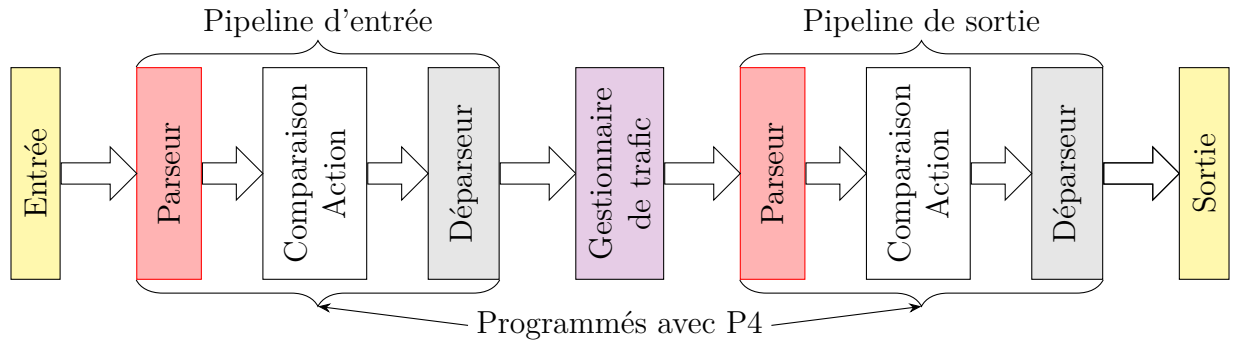 Pipeline d'entrée
Pipeline de sortie
Entrée
Parseur
Comparaison
Action
Déparseur
Gestionnaire
de trafic
Parseur
Comparaison
Action
Déparseur
Sortie
Programmés avec P4